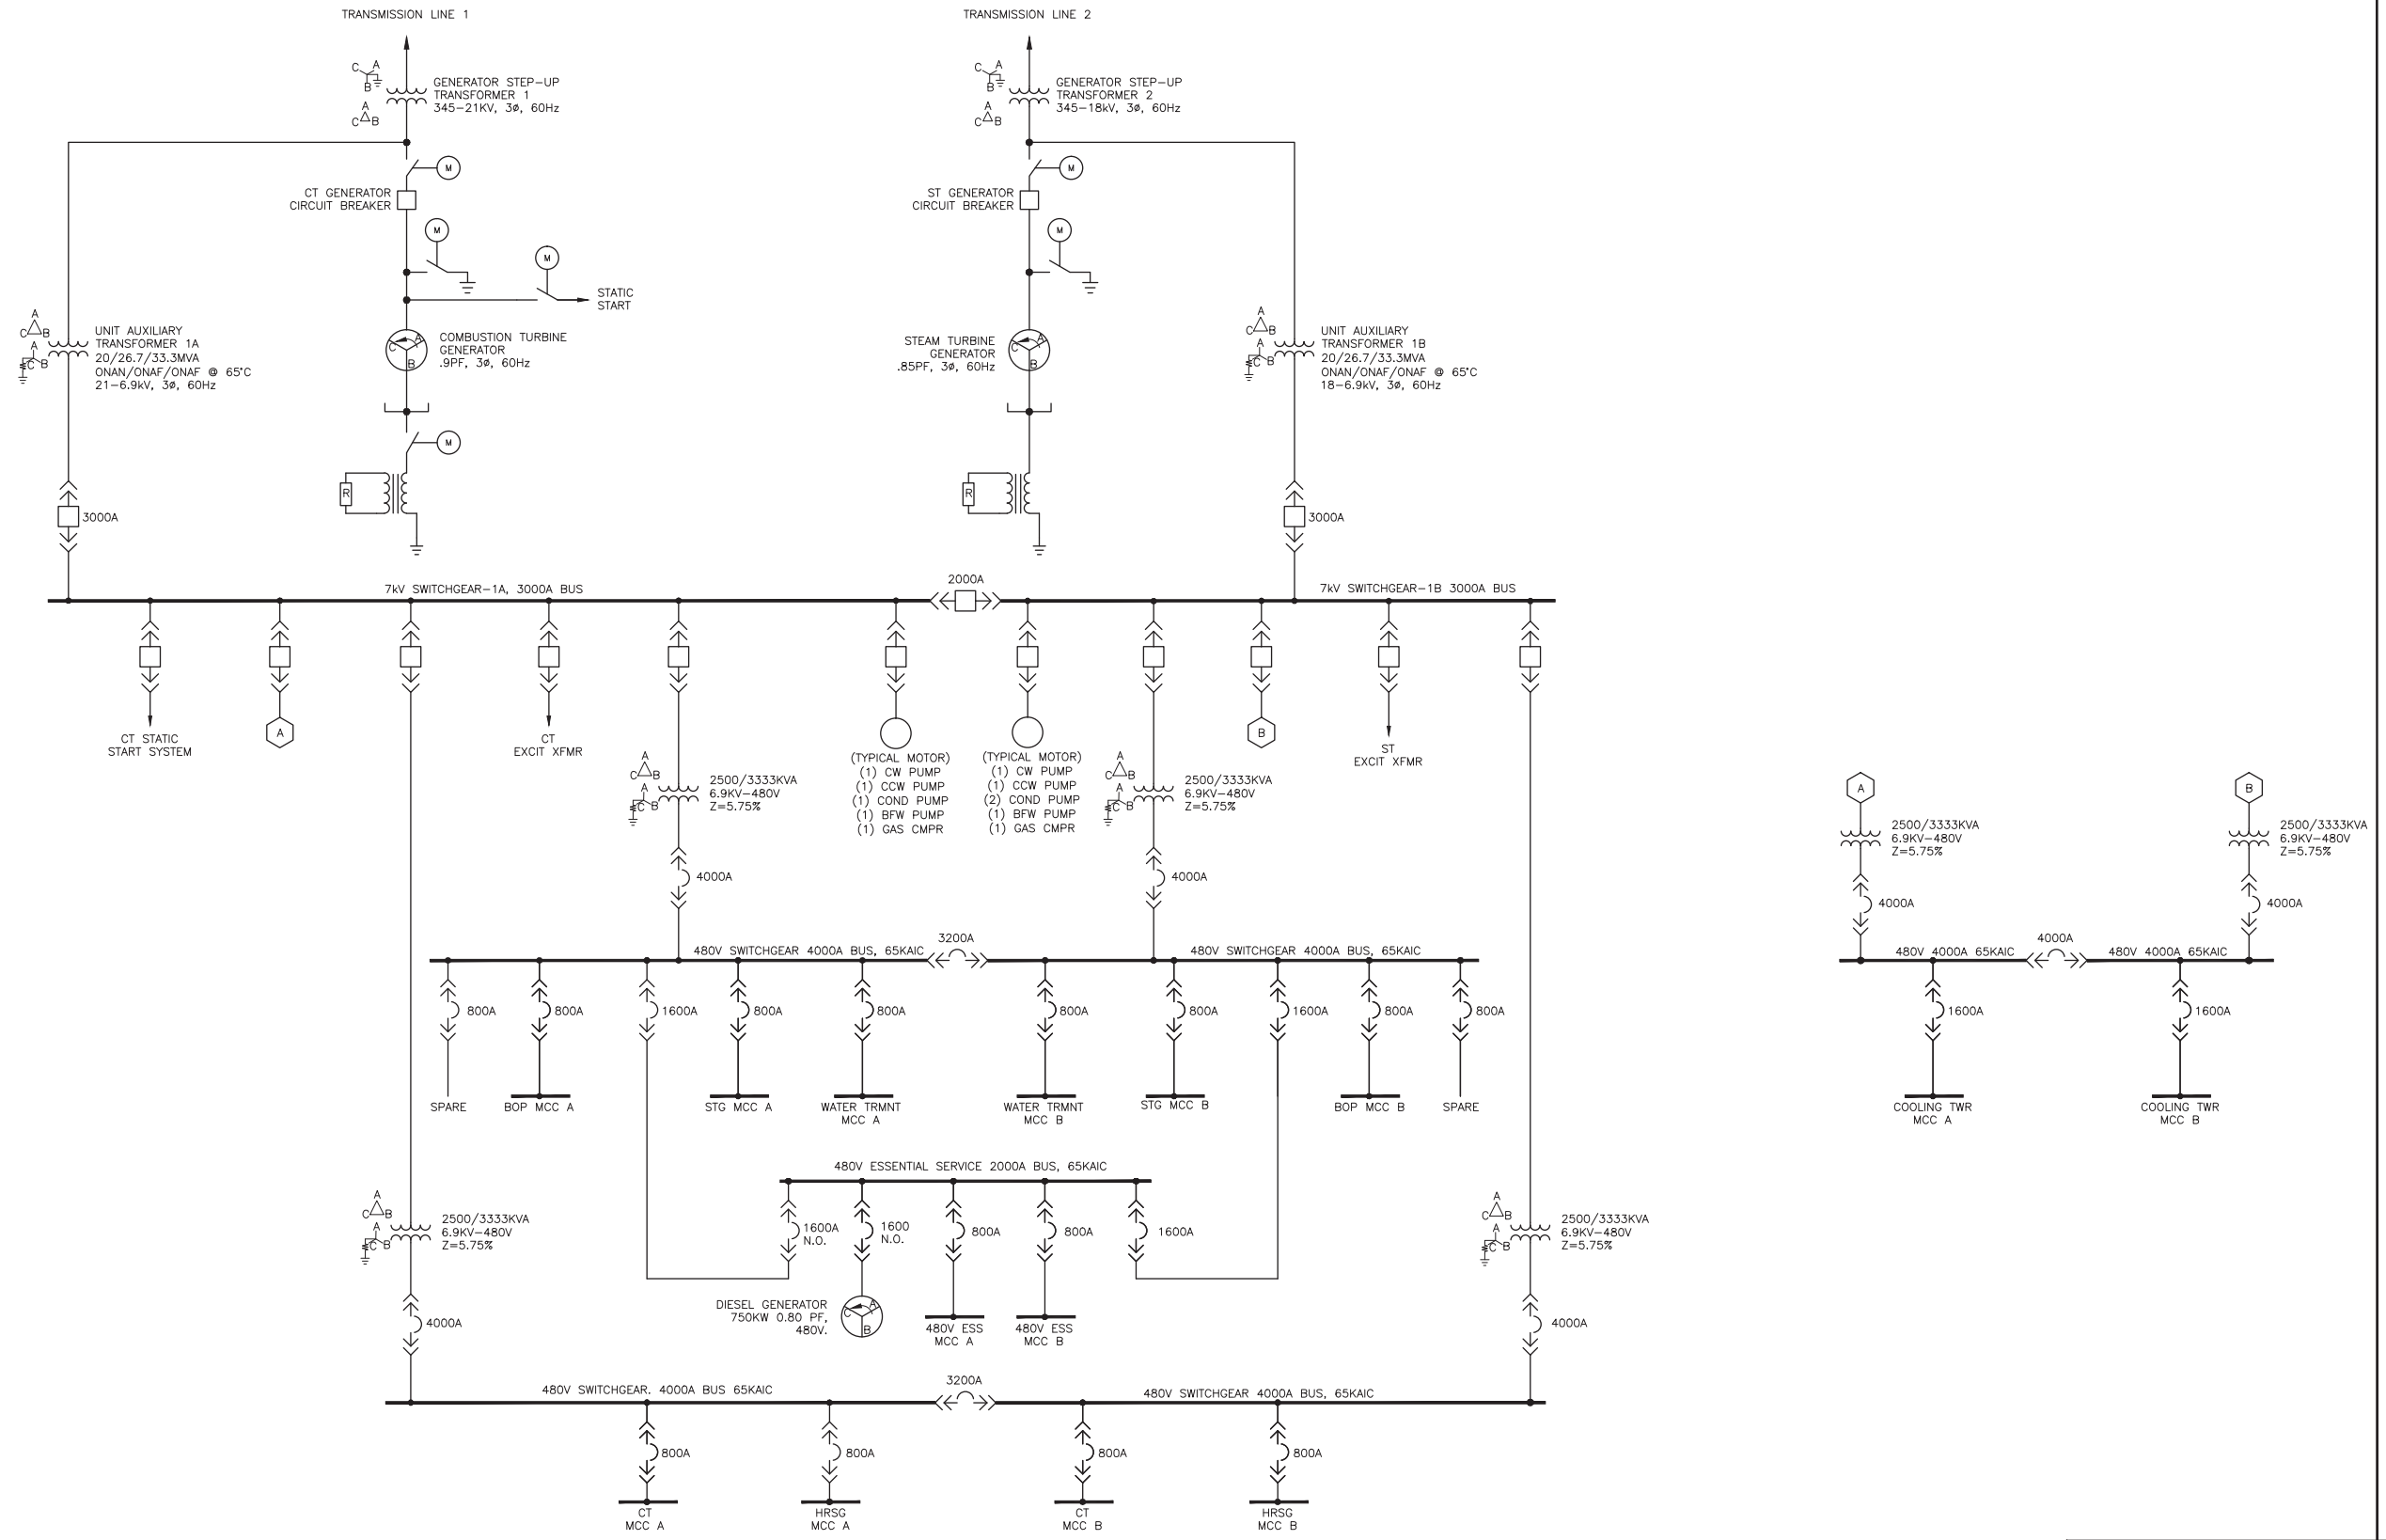 TRANSMISSION LINE 1
TRANSMISSION LINE 2
C A
B
GENERATOR STEP-UP
TRANSFORMER 1
345-21KV, 3ø, 60Hz
A
C B
C A
B
GENERATOR STEP-UP
TRANSFORMER 2
345-18kV, 3ø, 60Hz
A
C B
M
CT GENERATOR
CIRCUIT BREAKER
M
M
STATIC
START
M
ST GENERATOR
CIRCUIT BREAKER
M
A
C B
A
C B
UNIT AUXILIARY
TRANSFORMER 1A
20/26.7/33.3MVA
ONAN/ONAF/ONAF @ 65°C
21-6.9kV, 3ø, 60Hz
A
C
B
COMBUSTION TURBINE
GENERATOR
.9PF, 3ø, 60Hz
STEAM TURBINE
GENERATOR
.85PF, 3ø, 60Hz
A
C
B
A
C B
A
C B
UNIT AUXILIARY
TRANSFORMER 1B
20/26.7/33.3MVA
ONAN/ONAF/ONAF @ 65°C
18-6.9kV, 3ø, 60Hz
M
R
R
3000A
3000A
7kV SWITCHGEAR-1A, 3000A BUS
2000A
7kV SWITCHGEAR-1B 3000A BUS
CT STATIC
START SYSTEM
A
CT
EXCIT XFMR
A
C B
A
C B
2500/3333KVA
6.9KV-480V
Z=5.75%
(TYPICAL MOTOR)
(1) CW PUMP
(1) CCW PUMP
(1) COND PUMP
(1) BFW PUMP
(1) GAS CMPR
(TYPICAL MOTOR)
(1) CW PUMP
(1) CCW PUMP
(2) COND PUMP
(1) BFW PUMP
(1) GAS CMPR
A
C B
A
C B
2500/3333KVA
6.9KV-480V
Z=5.75%
B
ST
EXCIT XFMR
A
2500/3333KVA
6.9KV-480V
Z=5.75%
B
2500/3333KVA
6.9KV-480V
Z=5.75%
4000A
4000A
4000A
4000A
480V SWITCHGEAR 4000A BUS, 65KAIC
3200A
480V SWITCHGEAR 4000A BUS, 65KAIC
480V 4000A 65KAIC
4000A
480V 4000A 65KAIC
800A
800A
1600A
800A
800A
800A
800A
1600A
800A
800A
1600A
1600A
SPARE
BOP MCC A
STG MCC A
WATER TRMNT
MCC A
WATER TRMNT
MCC B
STG MCC B
BOP MCC B
SPARE
COOLING TWR
MCC A
COOLING TWR
MCC B
480V ESSENTIAL SERVICE 2000A BUS, 65KAIC
1600A
N.O.
1600
N.O.
800A
800A
1600A
A
C B
A
C B
2500/3333KVA
6.9KV-480V
Z=5.75%
A
C B
A
C B
2500/3333KVA
6.9KV-480V
Z=5.75%
DIESEL GENERATOR
750KW 0.80 PF,
480V.
A
C
B
480V ESS
MCC A
480V ESS
MCC B
4000A
4000A
480V SWITCHGEAR. 4000A BUS 65KAIC
3200A
480V SWITCHGEAR 4000A BUS, 65KAIC
800A
800A
800A
800A
CT
MCC A
HRSG
MCC A
CT
MCC B
HRSG
MCC B